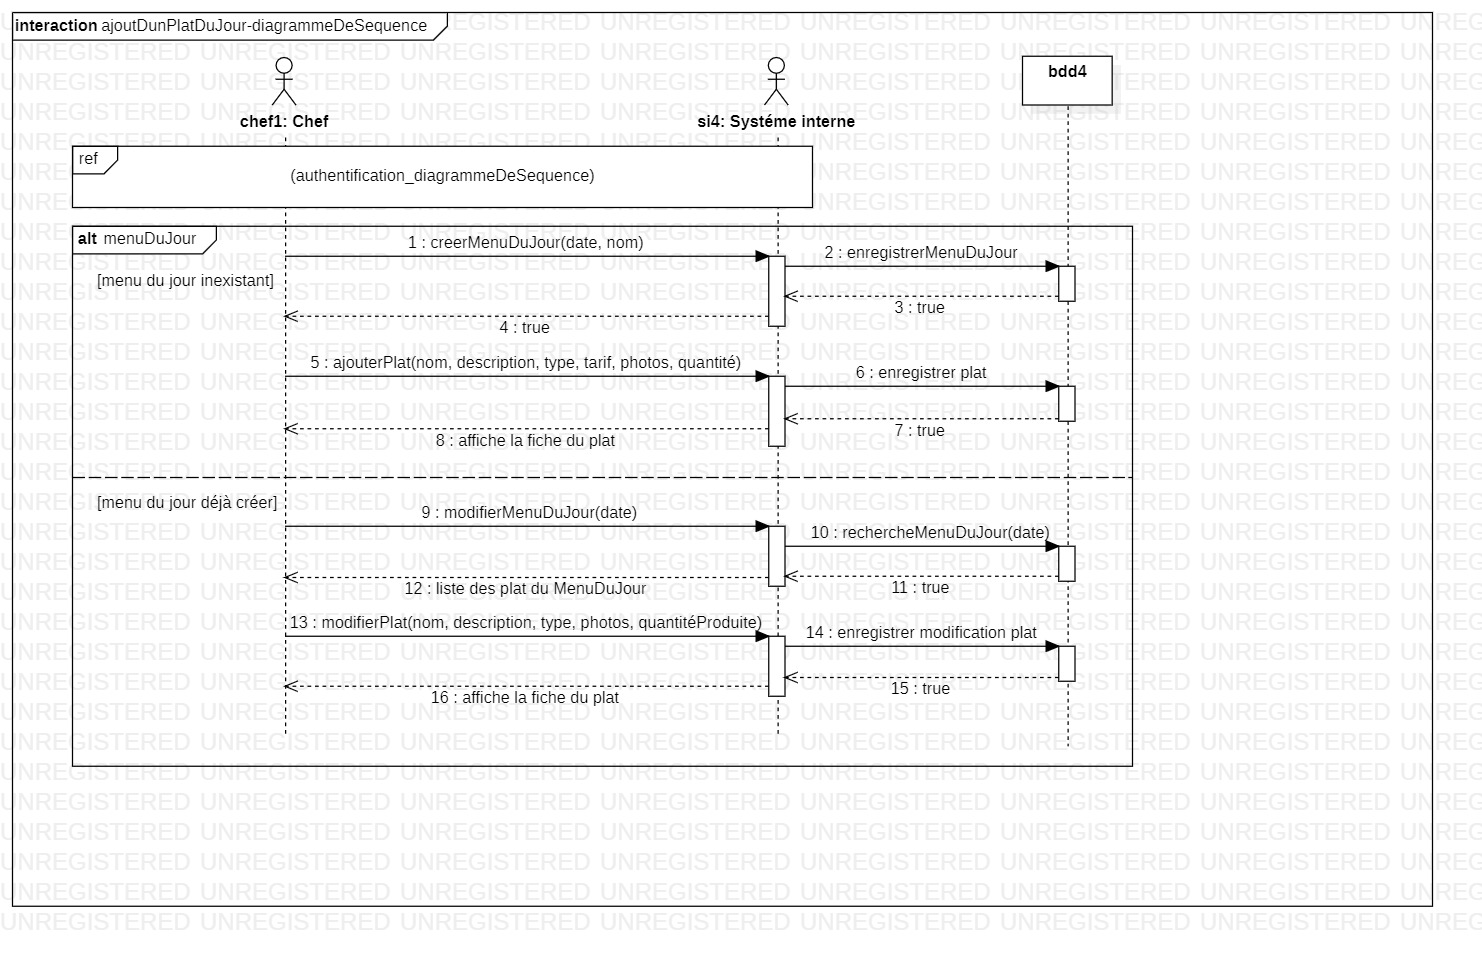 interaction ajoutDunPlatDuJour-diagrammeDeSequence
chef1: Chef
si4: Systéme interne
bdd4
ref
(authentification_diagrammeDeSequence)
alt menuDuJour
[menu du jour inexistant]
1 : creerMenuDuJour(date, nom)
2 : enregistrerMenuDuJour
3 : true
4 : true
5 : ajouterPlat(nom, description, type, tarif, photos, quantité)
6 : enregistrer plat
7 : true
8 : affiche la fiche du plat
[menu du jour déjà créer]
9 : modifierMenuDuJour(date)
10 : rechercheMenuDuJour(date)
11 : true
12 : liste des plat du MenuDuJour
13 : modifierPlat(nom, description, type, photos, quantitéProduite)
14 : enregistrer modification plat
15 : true
16 : affiche la fiche du plat
UNREGISTERED UNREGISTERED UNREGISTERED UNREGISTERED UNREGISTERED UNREGISTERED UNREGISTERED